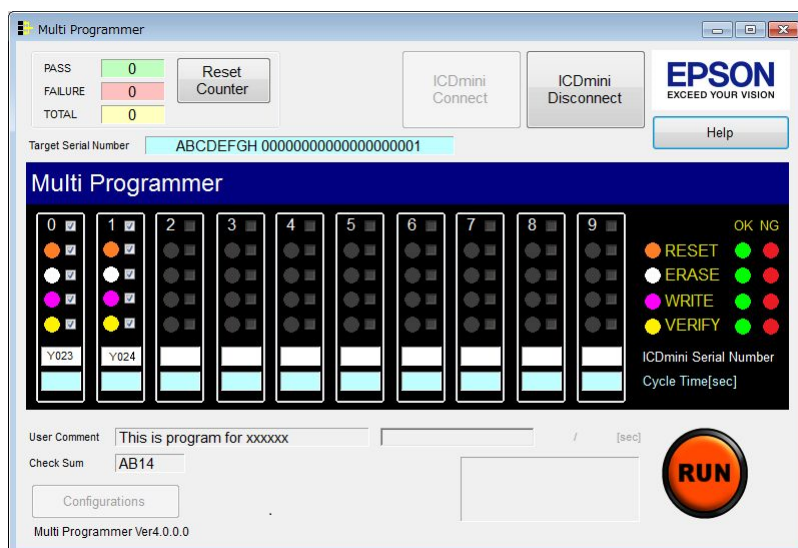 Multi Programmer
PASS 0
FAILURE 0
TOTAL 0
Reset
Counter
ICDmini
Connect
ICDmini
Disconnect
EPSON
EXCEED YOUR VISION
Help
Target Serial Number ABCDEFGH 00000000000000000001
Multi Programmer
0 1 2 3 4 5 6 7 8 9 OK NG
RESET
ERASE
WRITE
VERIFY
Y023 Y024 ICDmini Serial Number
Cycle Time[sec]
User Comment This is program for xxxxxx / [sec]
Check Sum AB14
RUN
Configurations .
Multi Programmer Ver4.0.0.0